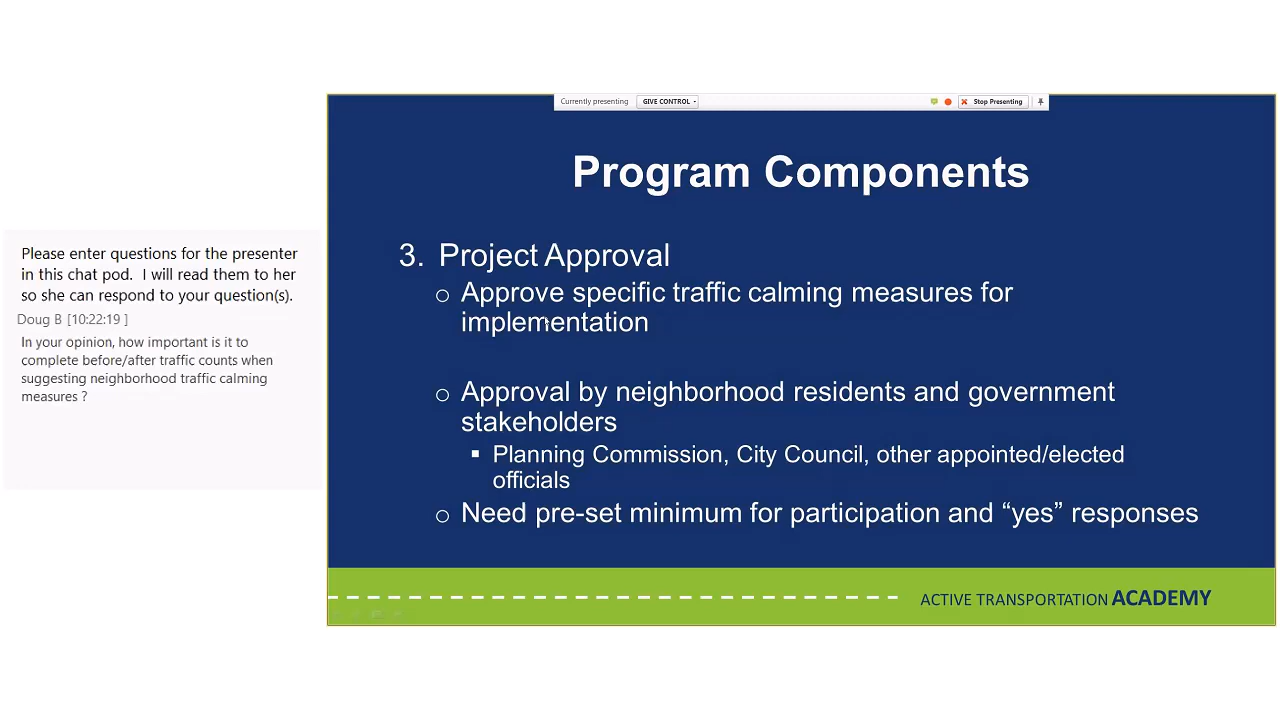 Please enter questions for the presenter
in this chat pod. I will read them to her
so she can respond to your question(s).
Doug B [10:22:19 ]
In your opinion, how important is it to
complete before/after traffic counts when
suggesting neighborhood traffic calming
measures ?
Currently presenting GIVE CONTROL Stop Presenting
Program Components
3. Project Approval
o Approve specific traffic calming measures for
implementation
o Approval by neighborhood residents and government
stakeholders
▪ Planning Commission, City Council, other appointed/elected
officials
o Need pre-set minimum for participation and “yes” responses
ACTIVE TRANSPORTATION ACADEMY